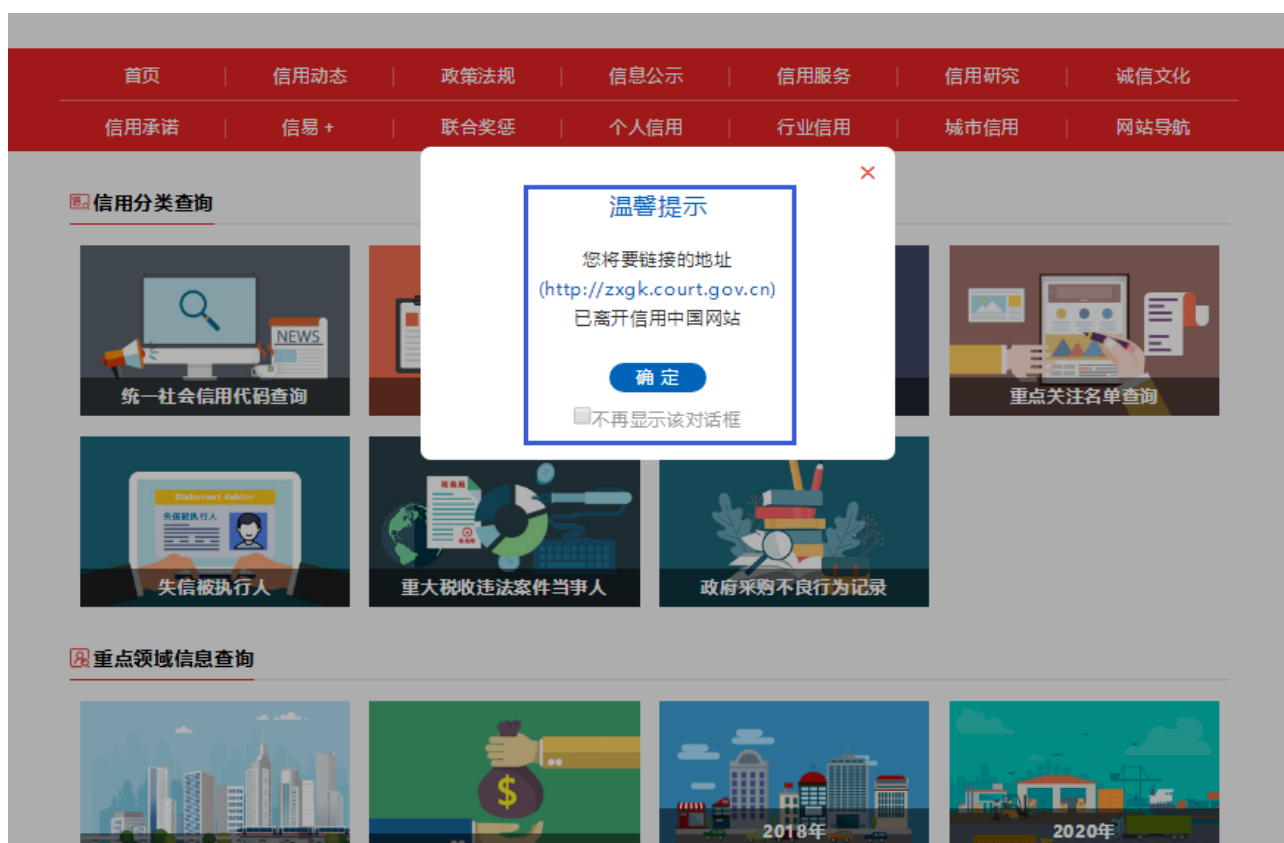 首页
信用动态
政策法规
信息公示
信用服务
信用研究
诚信文化
信用承诺
信易 +
联合奖惩
个人信用
行业信用
城市信用
网站导航
信用分类查询
×
温馨提示
您将要链接的地址
(http://zxgk.court.gov.cn)
已离开信用中国网站
确 定
不再显示该对话框
NEWS
统一社会信用代码查询
重点关注名单查询
Dishonest debtor
失信被执行人
失信被执行人
税务局
重大税收违法案件当事人
政府采购不良行为记录
重点领域信息查询
$
2018年
2020年